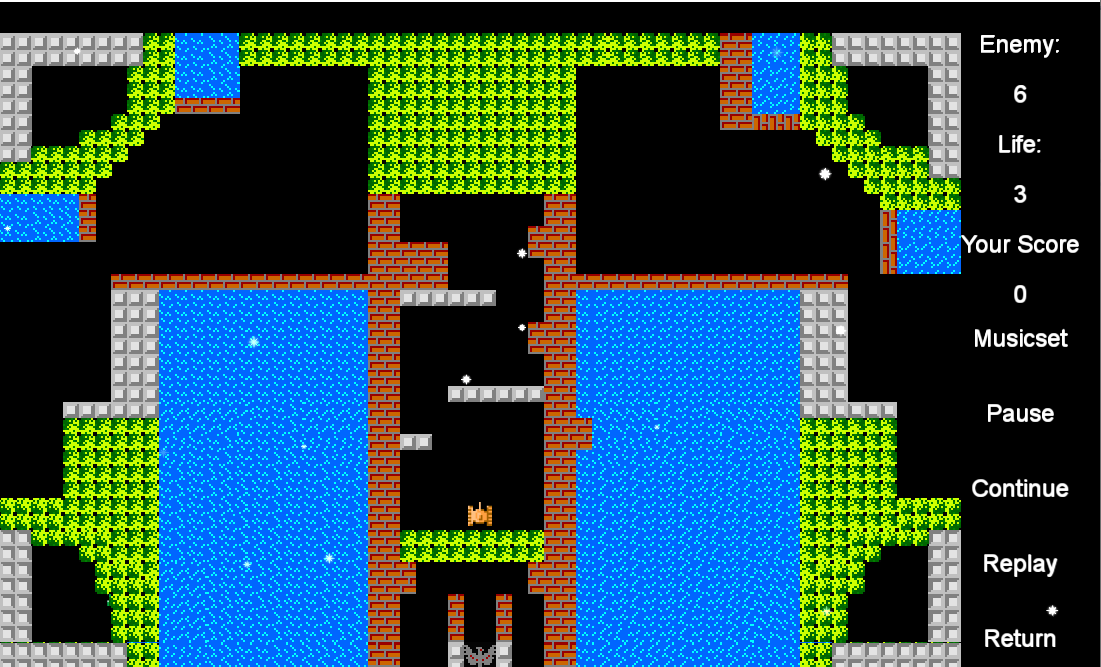 Enemy:
6
Life:
3
Your Score
0
Musicset
Pause
Continue
Replay
Return